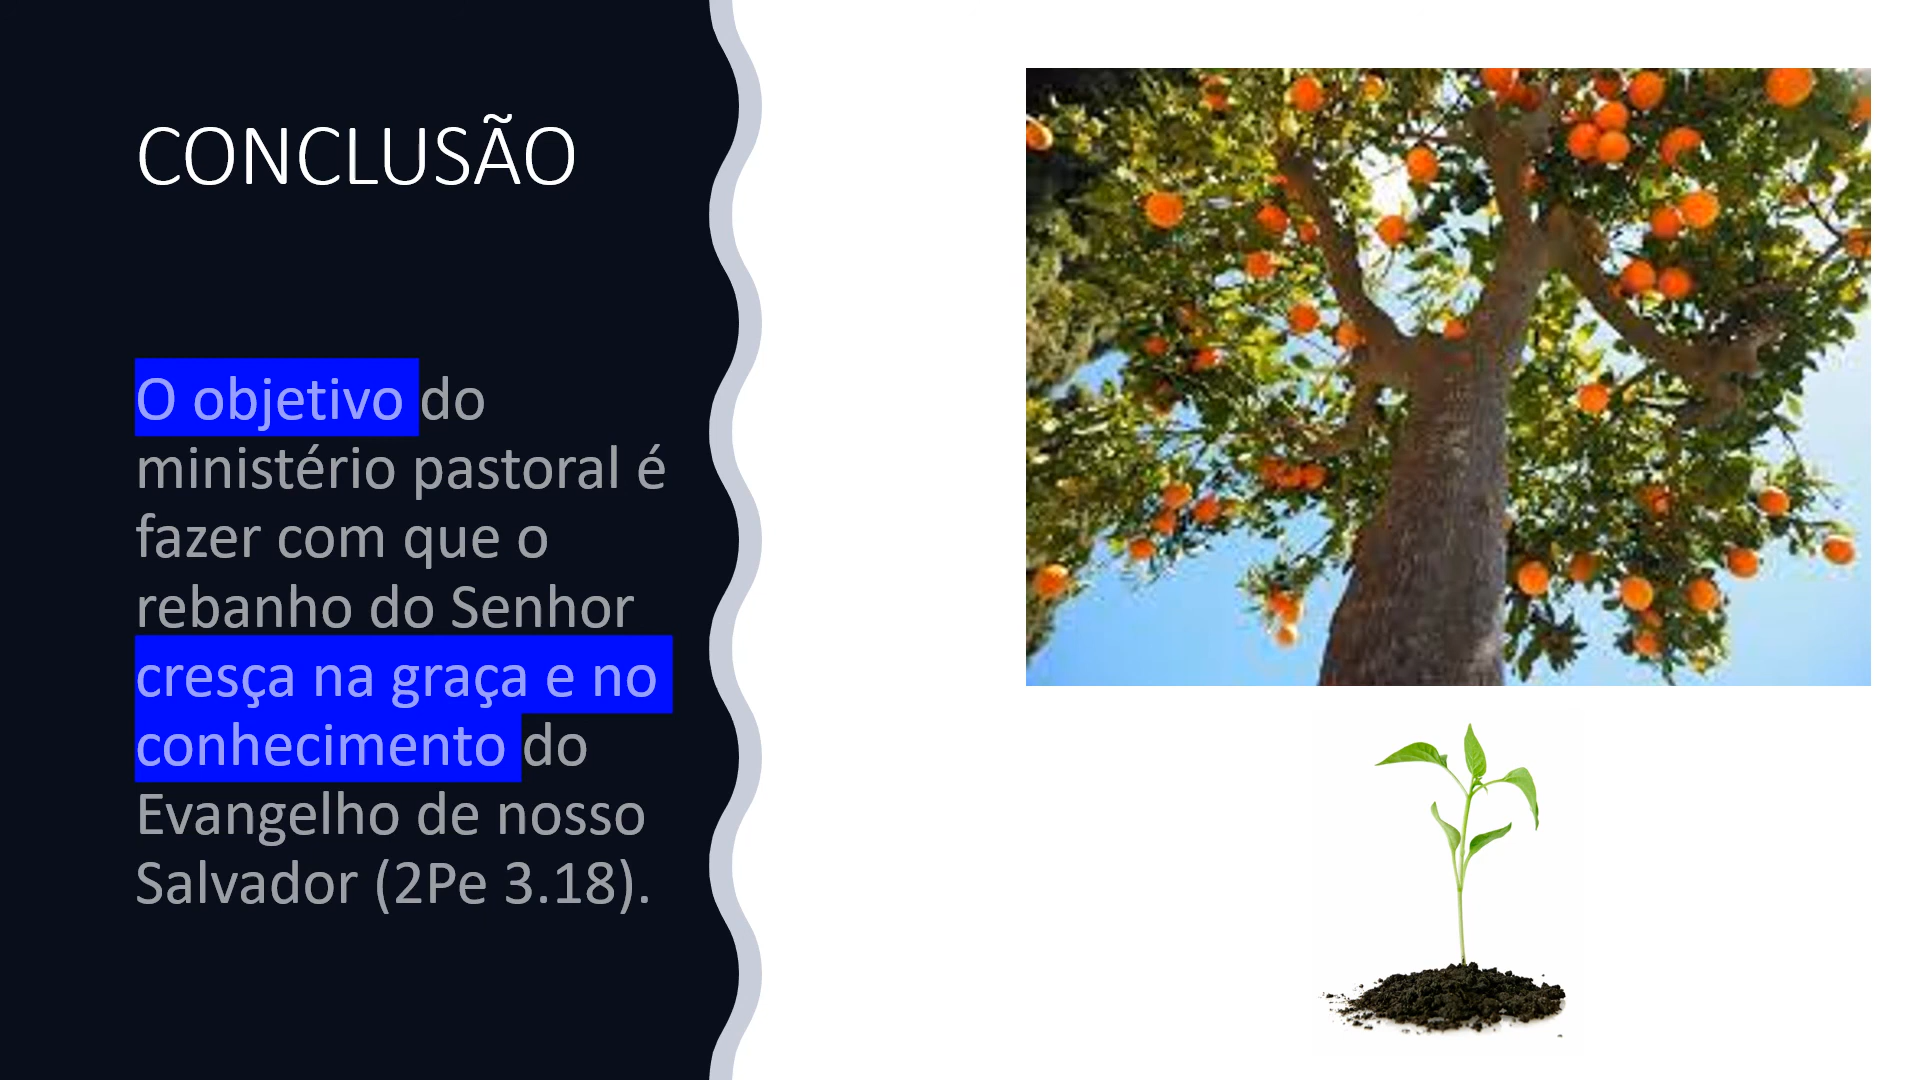 CONCLUSÃO
O objetivo do
ministério pastoral é
fazer com que o
rebanho do Senhor
cresça na graça e no
conhecimento do
Evangelho de nosso
Salvador (2Pe 3.18).